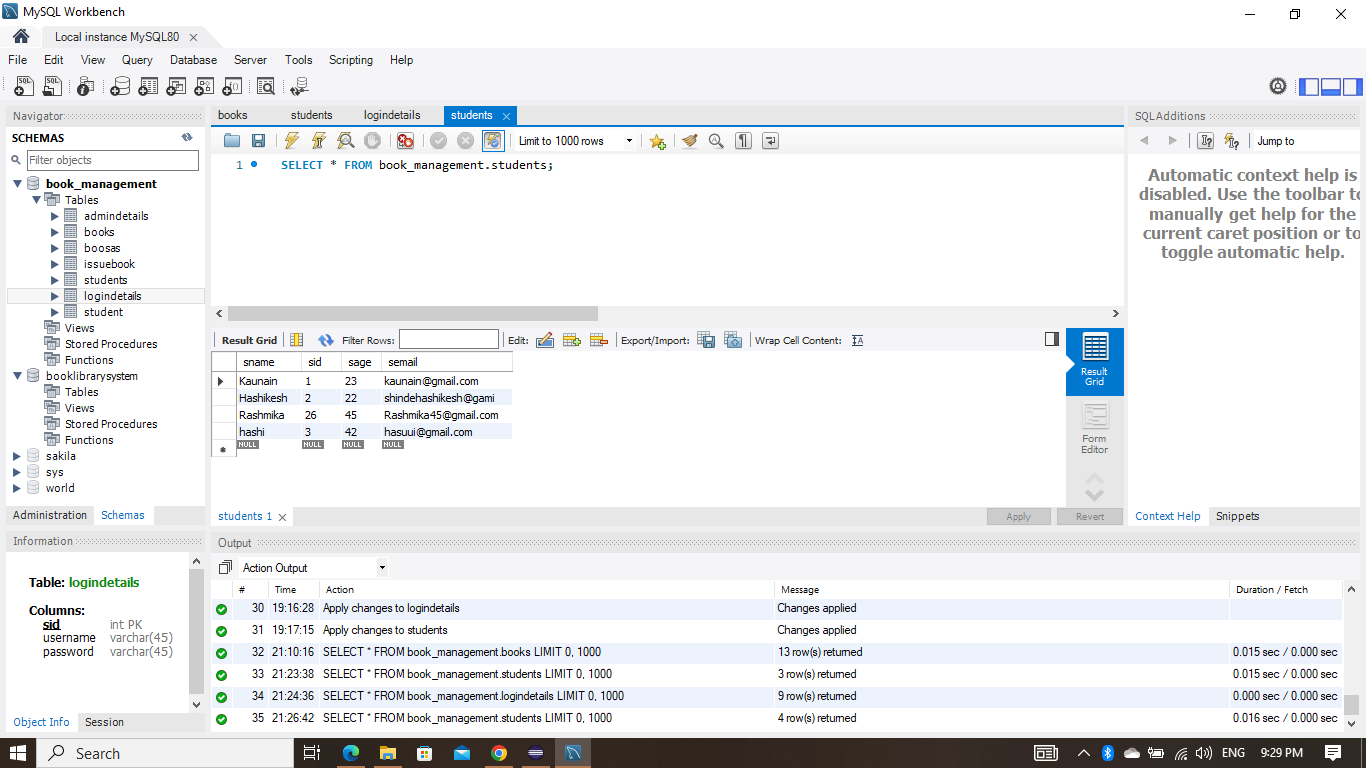 MySQL Workbench
Local instance MySQL80
File Edit View Query Database Server Tools Scripting Help
Navigator
SCHEMAS
Filter objects
book_management
Tables
admindetails
books
boosas
issuebook
students
logindetails
student
Views
Stored Procedures
Functions
booklibrarysystem
Tables
Views
Stored Procedures
Functions
sakila
sys
world
Administration Schemas
Information
Table: logindetails
Columns:
sid int PK
username varchar(45)
password varchar(45)
Object Info Session
books students logindetails students
Limit to 1000 rows
1 SELECT * FROM book_management.students;
Result Grid Filter Rows: Edit: Export/Import: Wrap Cell Content:
sname sid sage semail
Kaunain 1 23 kaunain@gmail.com
Hashikesh 2 22 shindehashikesh@gami
Rashmika 26 45 Rashmika45@gmail.com
hashi 3 42 hasuui@gmail.com
NULL NULL NULL NULL
Result
Grid
Form
Editor
students 1 Apply Revert
SQLAdditions
Jump to
Automatic context help is
disabled. Use the toolbar to
manually get help for the
current caret position or to
toggle automatic help.
Context Help Snippets
Output
Action Output
# Time Action Message Duration / Fetch
30 19:16:28 Apply changes to logindetails Changes applied
31 19:17:15 Apply changes to students Changes applied
32 21:10:16 SELECT * FROM book_management.books LIMIT 0, 1000 13 row(s) returned 0.015 sec / 0.000 sec
33 21:23:38 SELECT * FROM book_management.students LIMIT 0, 1000 3 row(s) returned 0.015 sec / 0.000 sec
34 21:24:36 SELECT * FROM book_management.logindetails LIMIT 0, 1000 9 row(s) returned 0.000 sec / 0.000 sec
35 21:26:42 SELECT * FROM book_management.students LIMIT 0, 1000 4 row(s) returned 0.016 sec / 0.000 sec
Search
ENG 9:29 PM